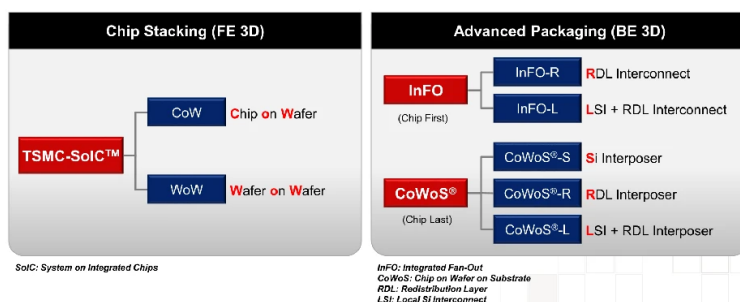 Chip Stacking (FE 3D)
TSMC-SoIC™
CoW
Chip on Wafer
WoW
Wafer on Wafer
SoIC: System on Integrated Chips
Advanced Packaging (BE 3D)
InFO
(Chip First)
InFO-R
RDL Interconnect
InFO-L
LSI + RDL Interconnect
CoWoS®
(Chip Last)
CoWoS®-S
Si Interposer
CoWoS®-R
RDL Interposer
CoWoS®-L
LSI + RDL Interposer
InFO: Integrated Fan-Out
CoWoS: Chip on Wafer on Substrate
RDL: Redistribution Layer
LSI: Local Si Interconnect